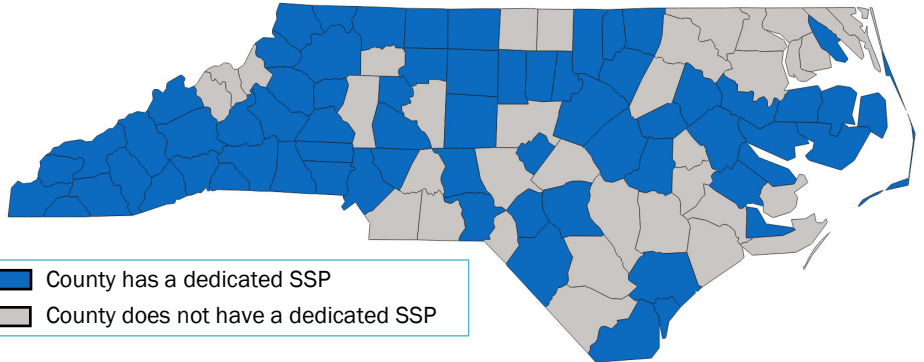 County has a dedicated SSP
County does not have a dedicated SSP